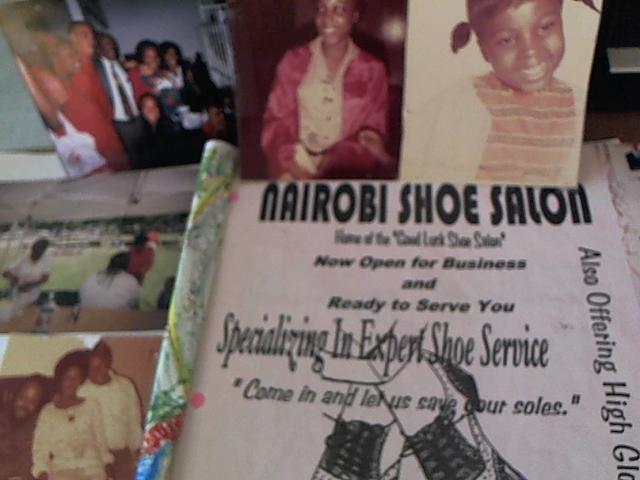 NAIROBI SHOE SALON
Home of the "Good Lurk Shoe Salon"
Now Open for Business
and
Ready to Serve You
Specializing In Expert Shoe Service
"Come in and let us save your soles."
Also Offering High